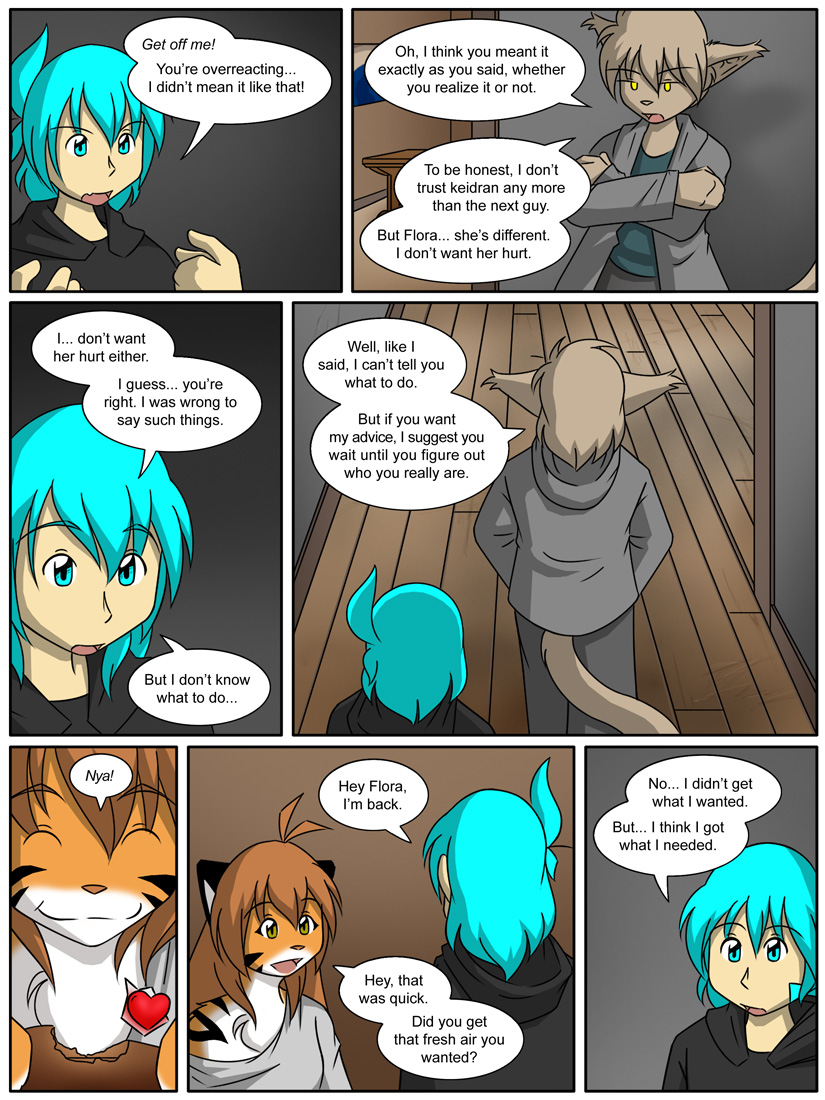 Get off me!
You're overreacting...
I didn't mean it like that!
Oh, I think you meant it
exactly as you said, whether
you realize it or not.
To be honest, I don't
trust keidran any more
than the next guy.
But Flora... she's different.
I don't want her hurt.
I... don't want
her hurt either.
I guess... you're
right. I was wrong to
say such things.
But I don't know
what to do...
Well, like I
said, I can't tell you
what to do.
But if you want
my advice, I suggest you
wait until you figure out
who you really are.
Nya!
Hey Flora,
I'm back.
Hey, that
was quick.
Did you get
that fresh air you
wanted?
No... I didn't get
what I wanted.
But... I think I got
what I needed.